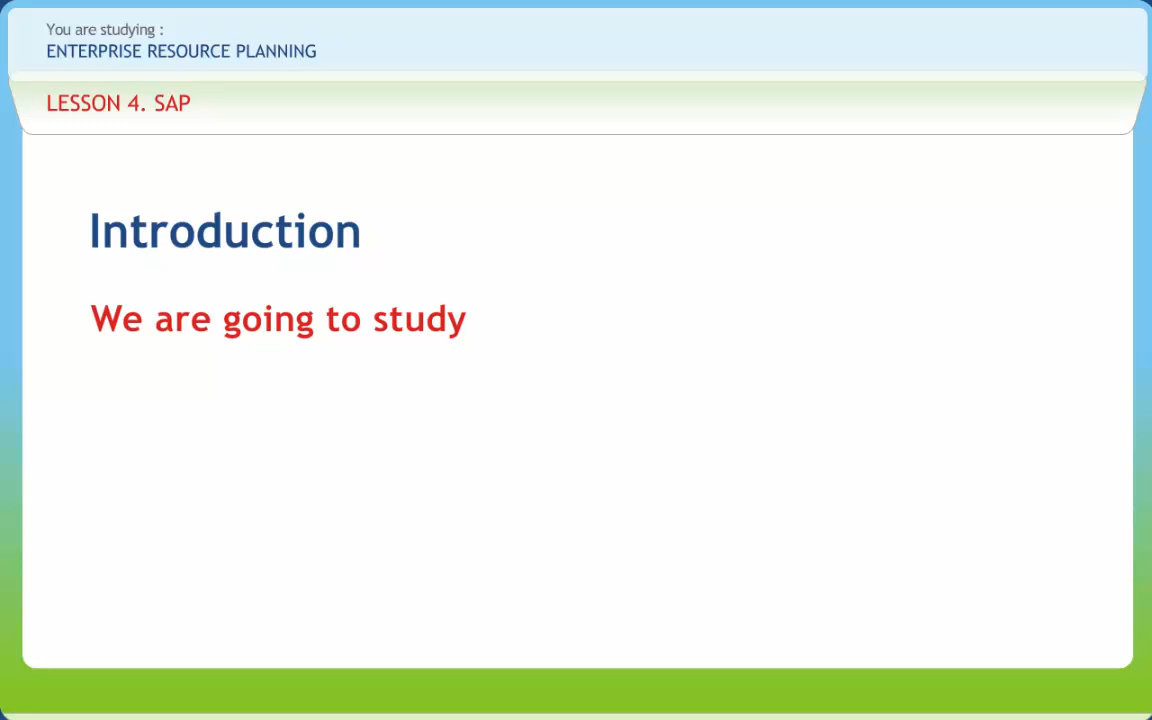 You are studying :
ENTERPRISE RESOURCE PLANNING
LESSON 4. SAP
Introduction
We are going to study